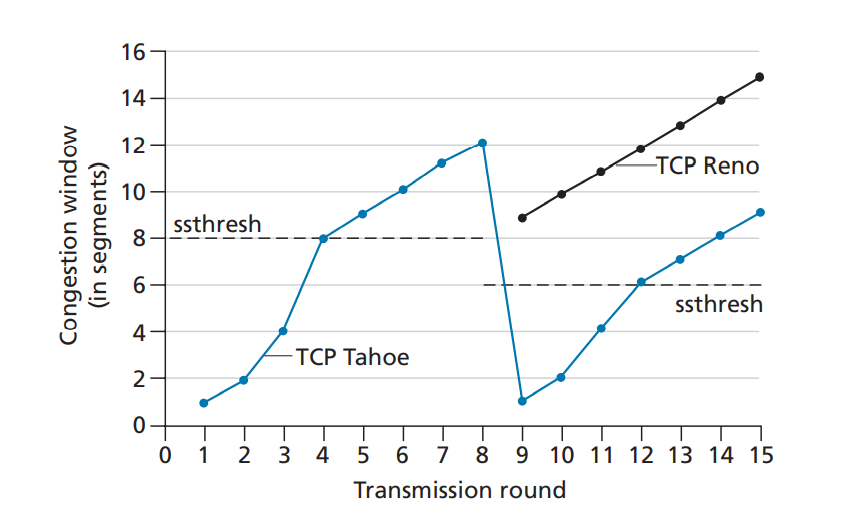 Congestion window
(in segments)
16
14
12
10
8
6
4
2
0
ssthresh
TCP Reno
ssthresh
TCP Tahoe
0 1 2 3 4 5 6 7 8 9 10 11 12 13 14 15
Transmission round